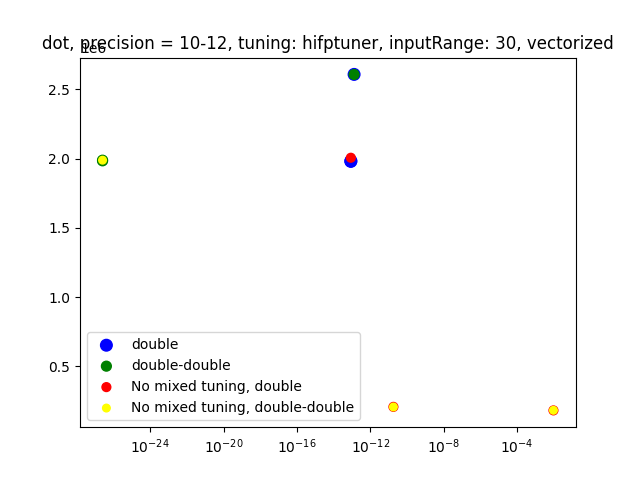 dot, precision = 10-12, tuning: hifptuner, inputRange: 30, vectorized
1e6
2.5
2.0
1.5
1.0
0.5
double
double-double
No mixed tuning, double
No mixed tuning, double-double
10⁻²⁴ 10⁻²⁰ 10⁻¹⁶ 10⁻¹² 10⁻⁸ 10⁻⁴